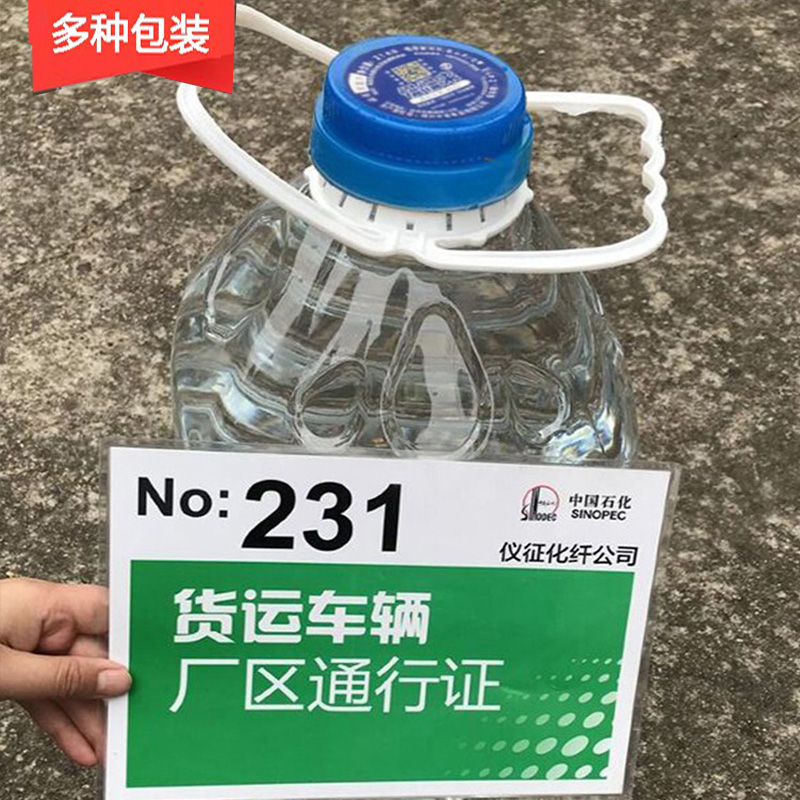 多种包装
No: 231
中国石化
SINOPEC
SINODEC
仪征化纤公司
货运车辆
厂区通行证